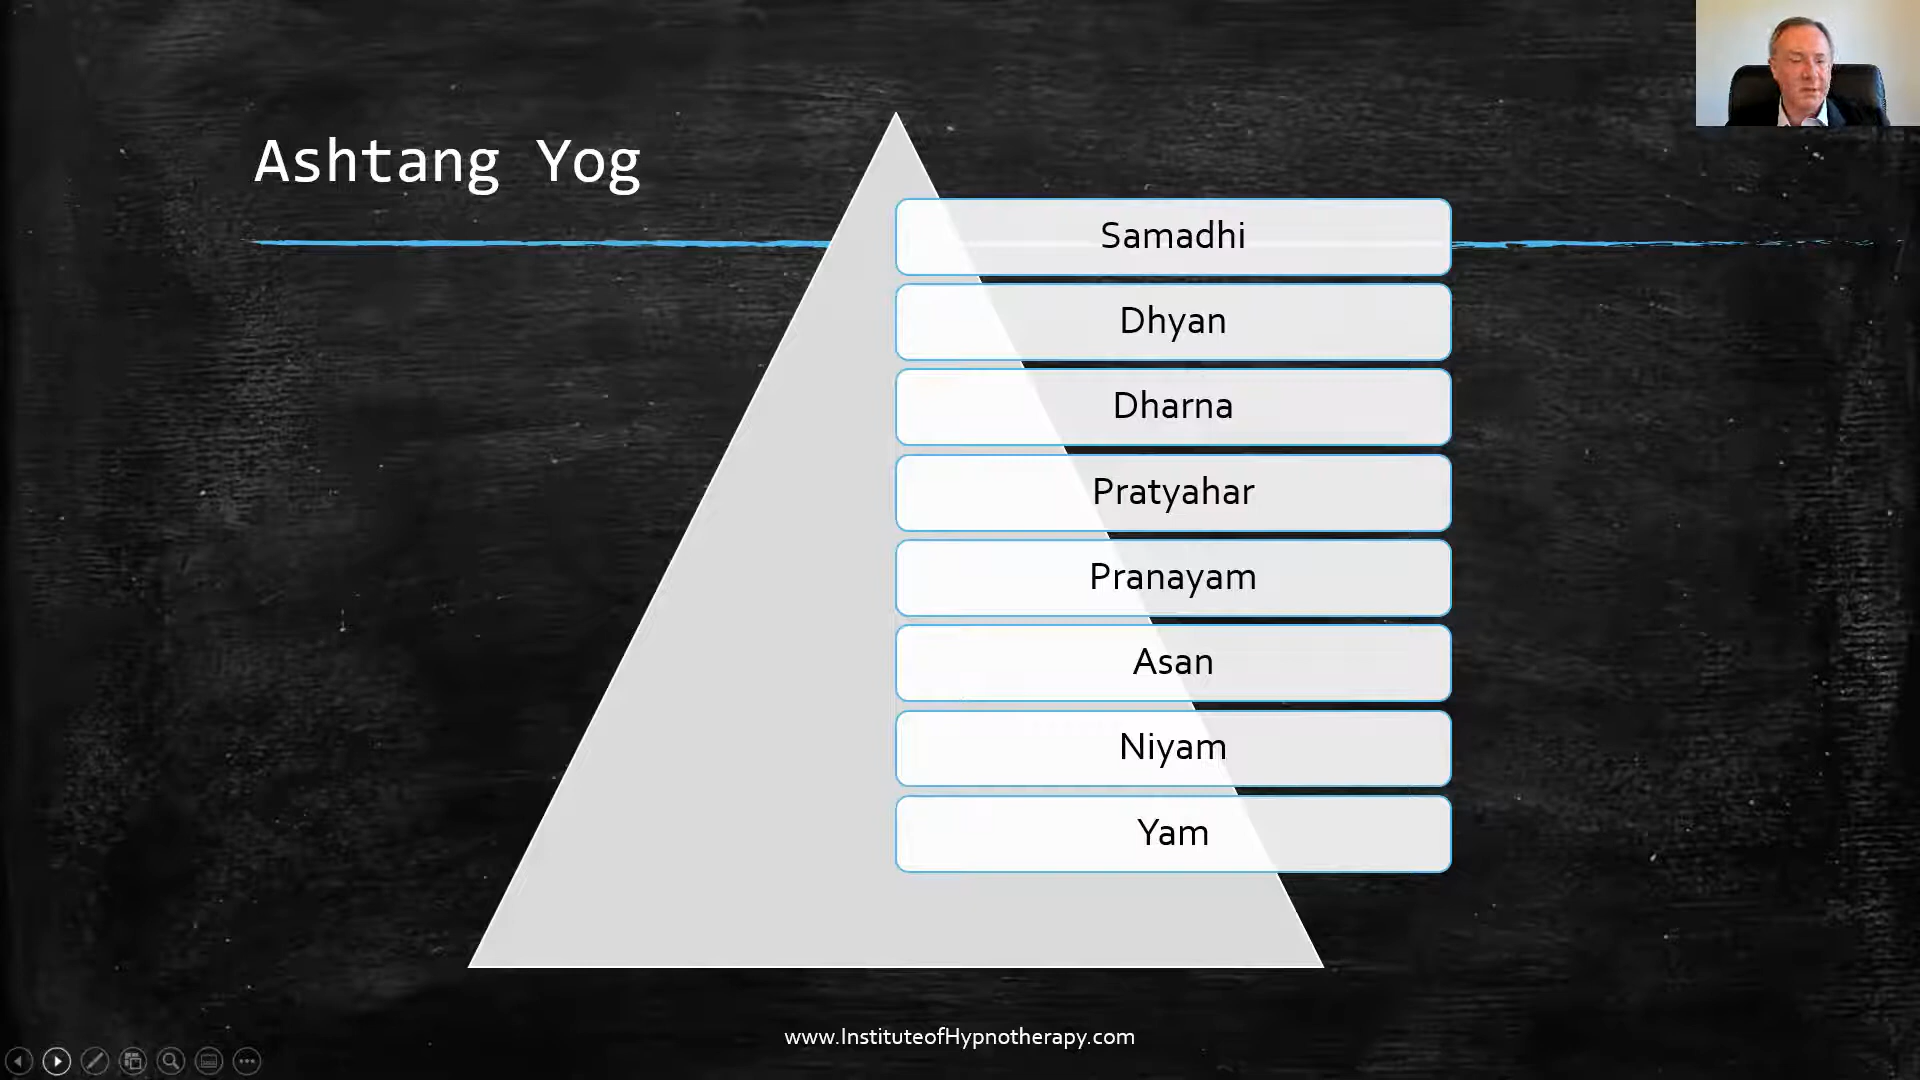 Ashtang Yog
Samadhi
Dhyan
Dharna
Pratyahar
Pranayam
Asan
Niyam
Yam
www.InstituteofHypnotherapy.com